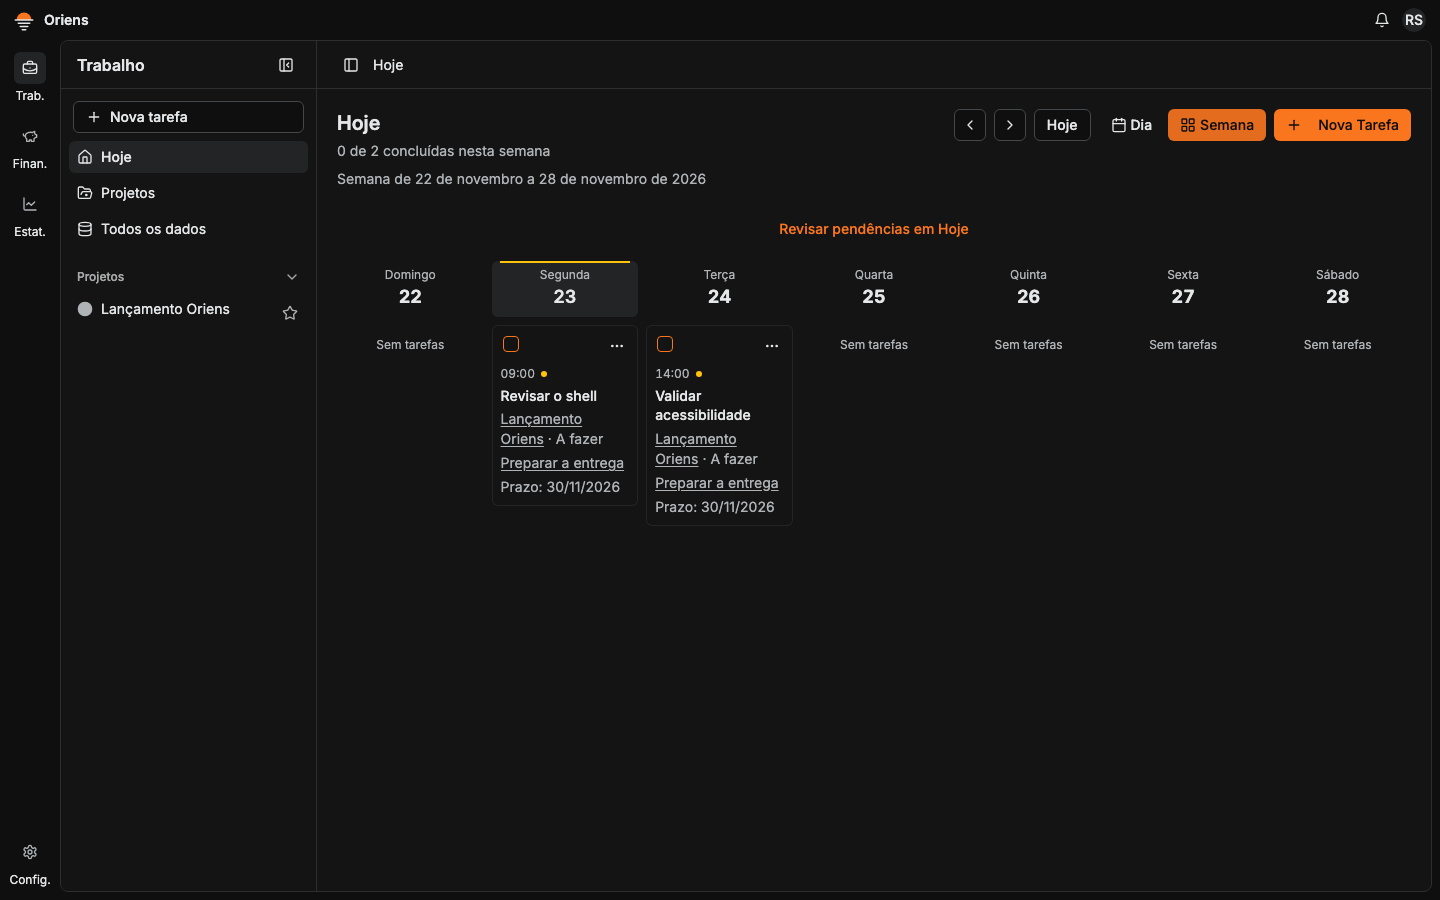 Oriens
RS
Trab.
Finan.
Estat.
Config.
Trabalho
Nova tarefa
Hoje
Projetos
Todos os dados
Projetos
Lançamento Oriens
Hoje
Hoje
0 de 2 concluídas nesta semana
Semana de 22 de novembro a 28 de novembro de 2026
Hoje
Dia
Semana
Nova Tarefa
Revisar pendências em Hoje
Domingo
22
Sem tarefas
Segunda
23
09:00
Revisar o shell
Lançamento
Oriens · A fazer
Preparar a entrega
Prazo: 30/11/2026
Terça
24
14:00
Validar
acessibilidade
Lançamento
Oriens · A fazer
Preparar a entrega
Prazo: 30/11/2026
Quarta
25
Sem tarefas
Quinta
26
Sem tarefas
Sexta
27
Sem tarefas
Sábado
28
Sem tarefas